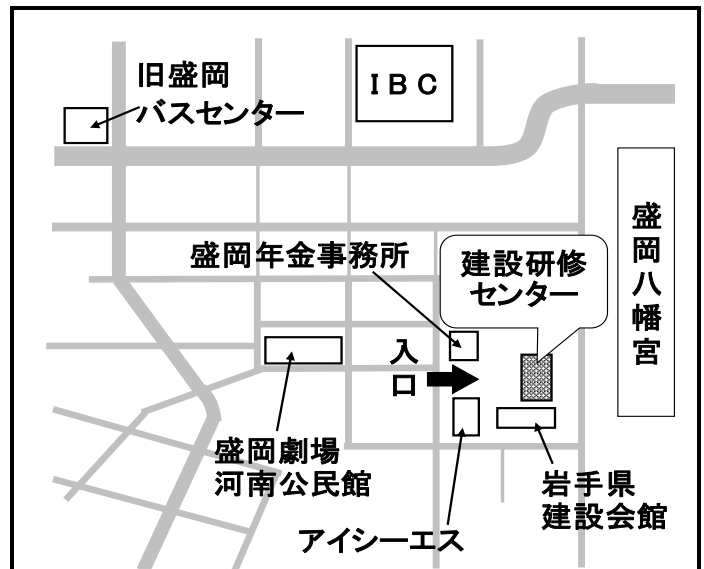 旧盛岡
バスセンター
ＩＢＣ
盛岡八幡宮
盛岡年金事務所
建設研修
センター
入口
盛岡劇場
河南公民館
岩手県
建設会館
アイシーエス